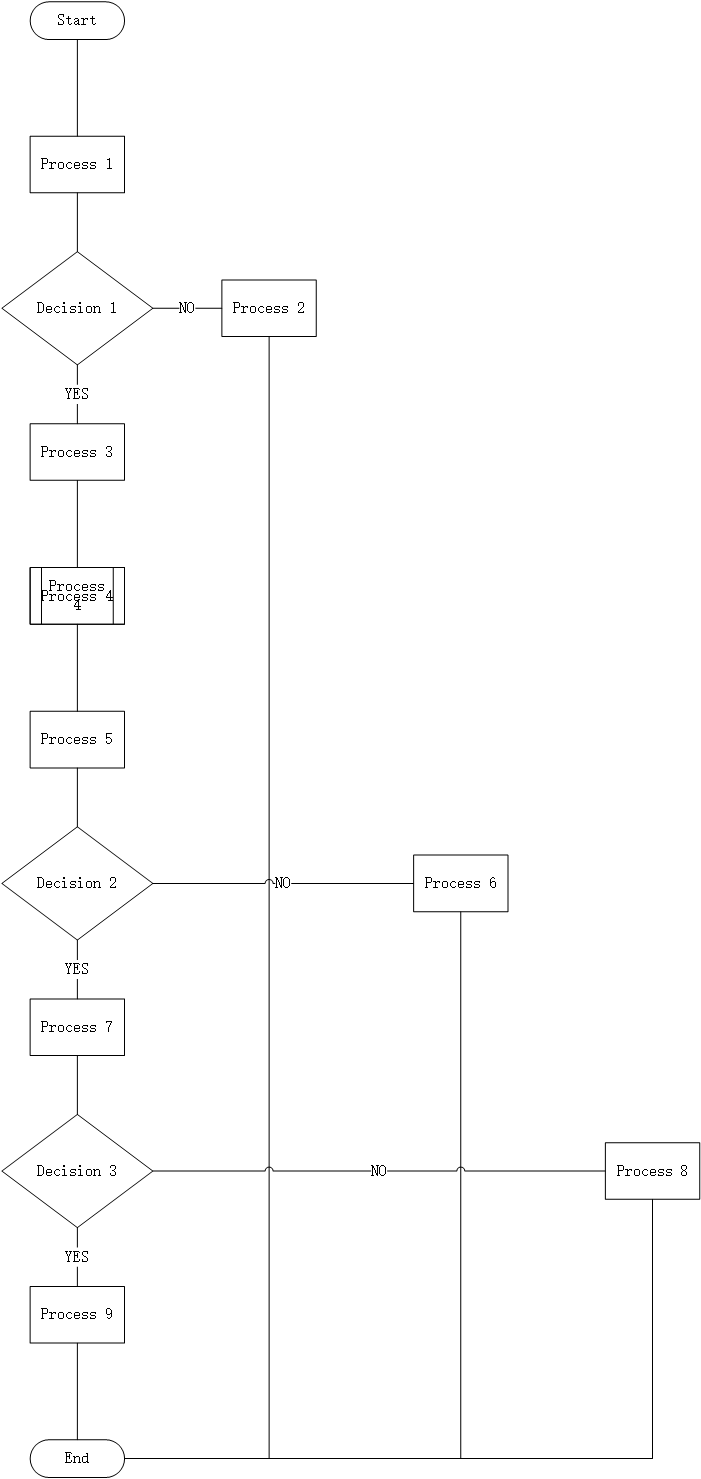 Start
Process 1
Decision 1
NO
Process 2
YES
Process 3
Process
4
Process 4
Process 5
Decision 2
NO
Process 6
YES
Process 7
Decision 3
NO
Process 8
YES
Process 9
End